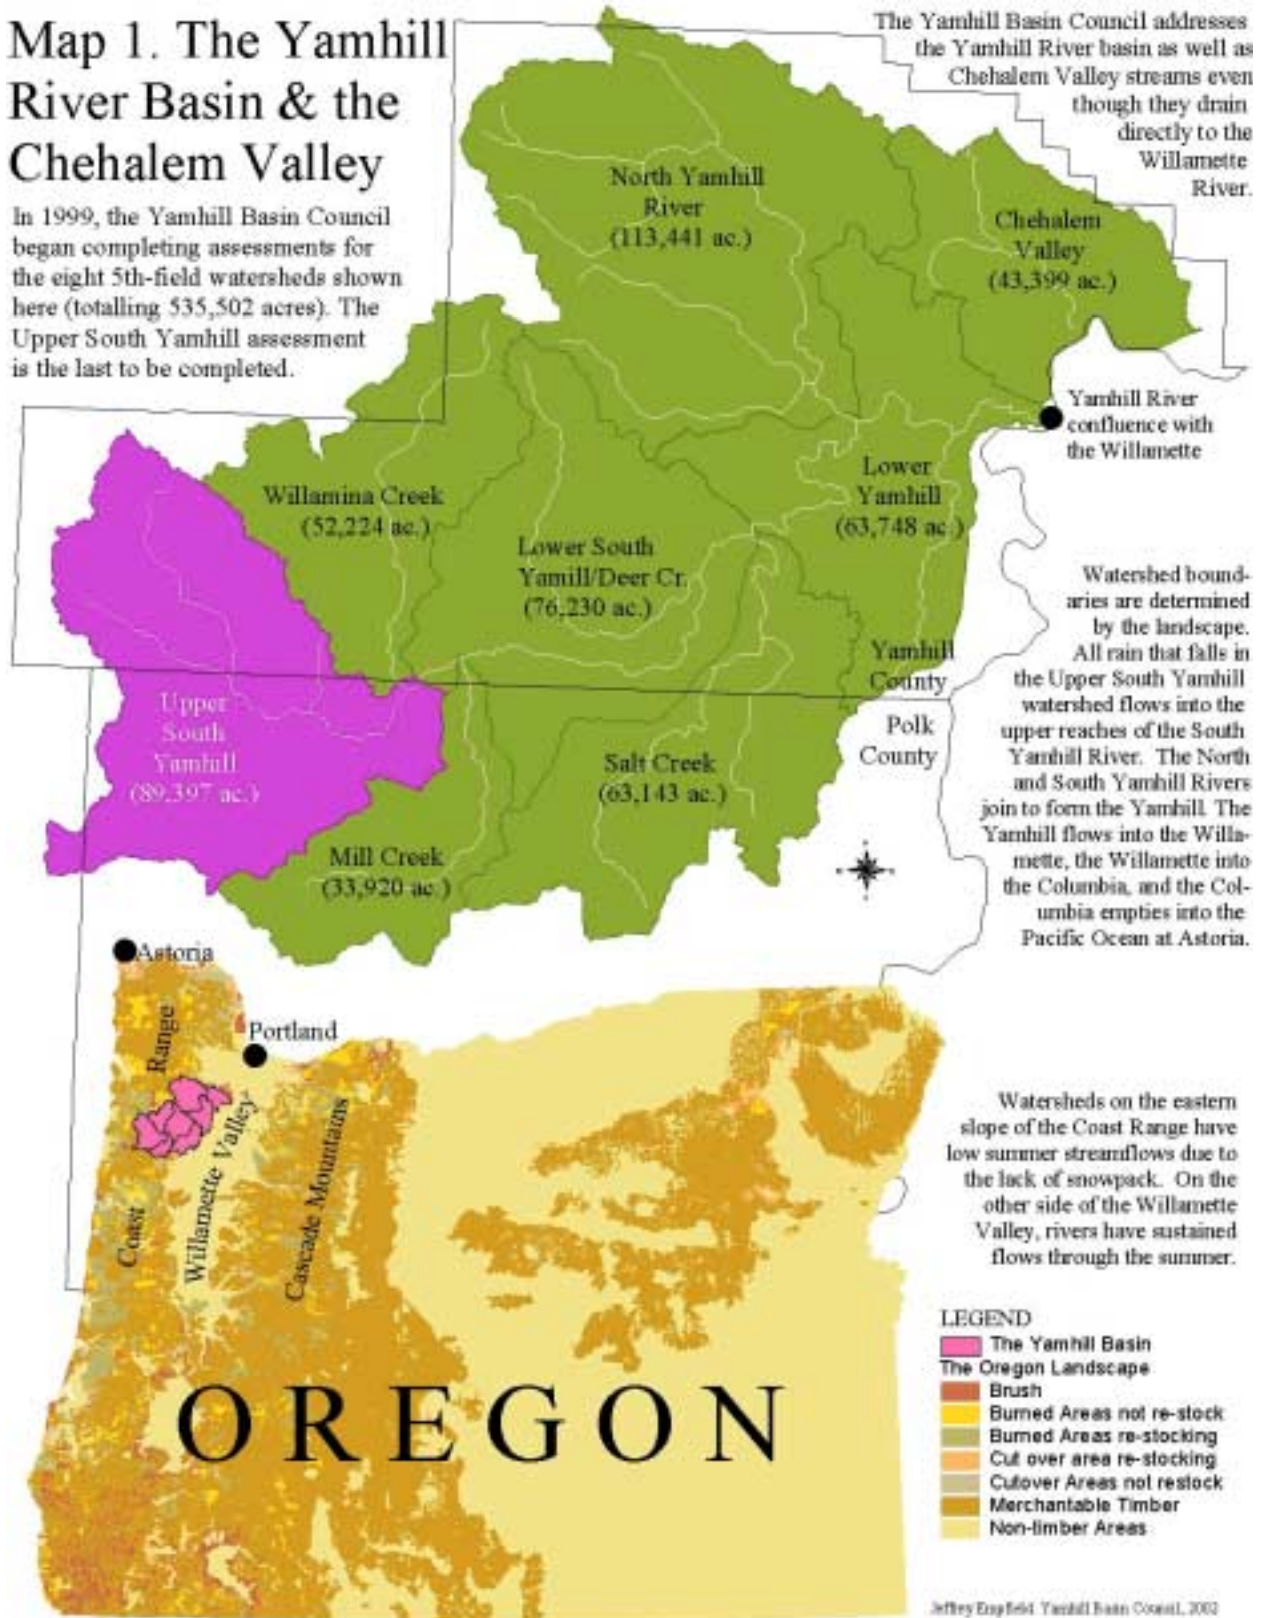 Map 1. The Yamhill
River Basin & the
Chehalem Valley
In 1999, the Yamhill Basin Council
began completing assessments for
the eight 5th-field watersheds shown
here (totalling 535,502 acres). The
Upper South Yamhill assessment
is the last to be completed.
The Yamhill Basin Council addresses
the Yamhill River basin as well as
Chehalem Valley streams even
though they drain
directly to the
Willamette
River.
North Yamhill
River
(113,441 ac.)
Chehalem
Valley
(43,399 ac.)
Yamhill River
confluence with
the Willamette
Lower
Yamhill
(63,748 ac.)
Willamina Creek
(52,224 ac.)
Lower South
Yamill/Deer Cr.
(76,230 ac.)
Yamhill
County
Polk
County
Upper
South
Yamhill
(89,397 ac.)
Salt Creek
(63,143 ac.)
Mill Creek
(33,920 ac.)
Watershed bound-
aries are determined
by the landscape.
All rain that falls in
the Upper South Yamhill
watershed flows into the
upper reaches of the South
Yamhill River. The North
and South Yamhill Rivers
join to form the Yamhill. The
Yamhill flows into the Willa-
mette, the Willamette into
the Columbia, and the Col-
umbia empties into the
Pacific Ocean at Astoria.
Astoria
Portland
Coast Range
Willamette Valley
Cascade Mountains
OREGON
Watersheds on the eastern
slope of the Coast Range have
low summer streamflows due to
the lack of snowpack. On the
other side of the Willamette
Valley, rivers have sustained
flows through the summer.
LEGEND
The Yamhill Basin
The Oregon Landscape
Brush
Burned Areas not re-stock
Burned Areas re-stocking
Cut over area re-stocking
Cutover Areas not restock
Merchantable Timber
Non-timber Areas
Jeffrey Empfield Yamhill Basin Council, 2002